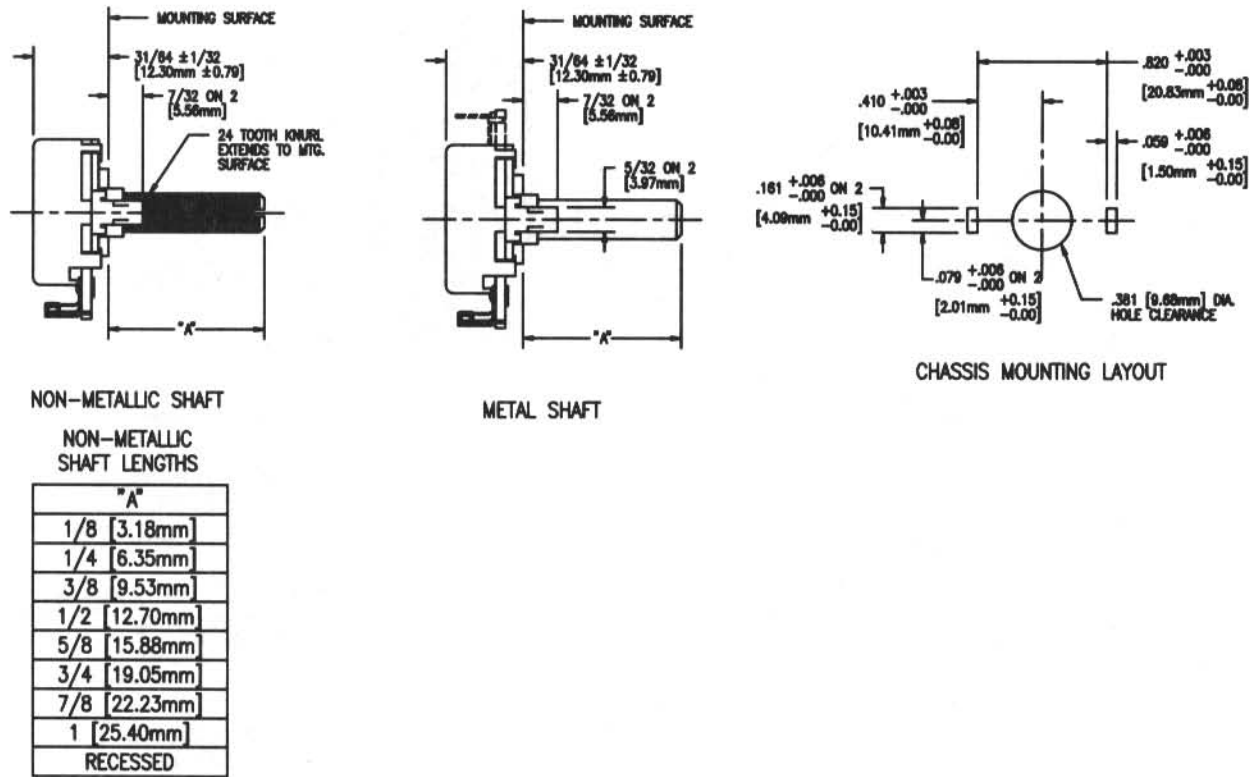 MOUNTING SURFACE
31/64 ±1/32
[12.30mm ±0.79]
7/32 ON 2
[5.56mm]
24 TOOTH KNURL
EXTENDS TO MTG.
SURFACE
"A"
NON-METALLIC SHAFT
MOUNTING SURFACE
31/64 ±1/32
[12.30mm ±0.79]
7/32 ON 2
[5.56mm]
5/32 ON 2
[3.97mm]
"A"
METAL SHAFT
.820 +.003
-.000
[20.83mm +0.08
-0.00]
.410 +.003
-.000
[10.41mm +0.08
-0.00]
.059 +.006
-.000
[1.50mm +0.15
-0.00]
.161 +.006
-.000 ON 2
[4.09mm +0.15
-0.00]
.079 +.006
-.000 ON 2
[2.01mm +0.15
-0.00]
.381 [9.68mm] DIA.
HOLE CLEARANCE
CHASSIS MOUNTING LAYOUT
NON-METALLIC
SHAFT LENGTHS
"A"
1/8 [3.18mm]
1/4 [6.35mm]
3/8 [9.53mm]
1/2 [12.70mm]
5/8 [15.88mm]
3/4 [19.05mm]
7/8 [22.23mm]
1 [25.40mm]
RECESSED